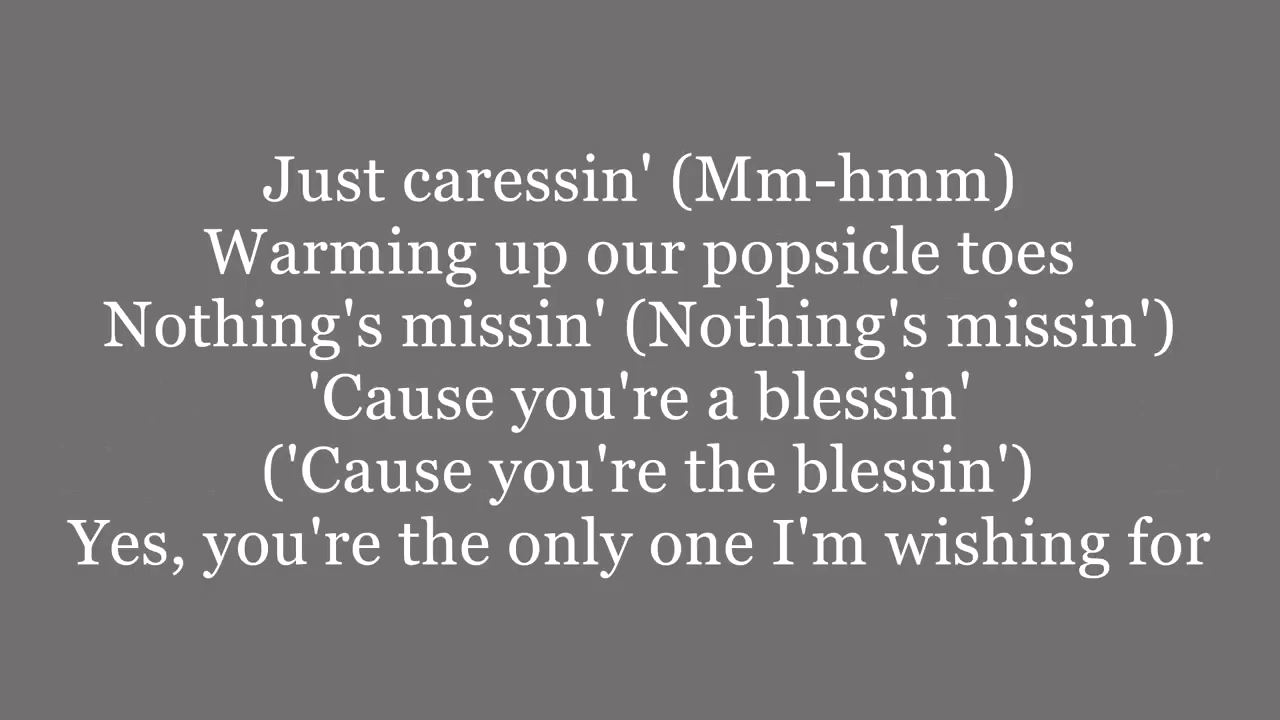 Just caressin' (Mm-hmm)
Warming up our popsicle toes
Nothing's missin' (Nothing's missin')
'Cause you're a blessin'
('Cause you're the blessin')
Yes, you're the only one I'm wishing for